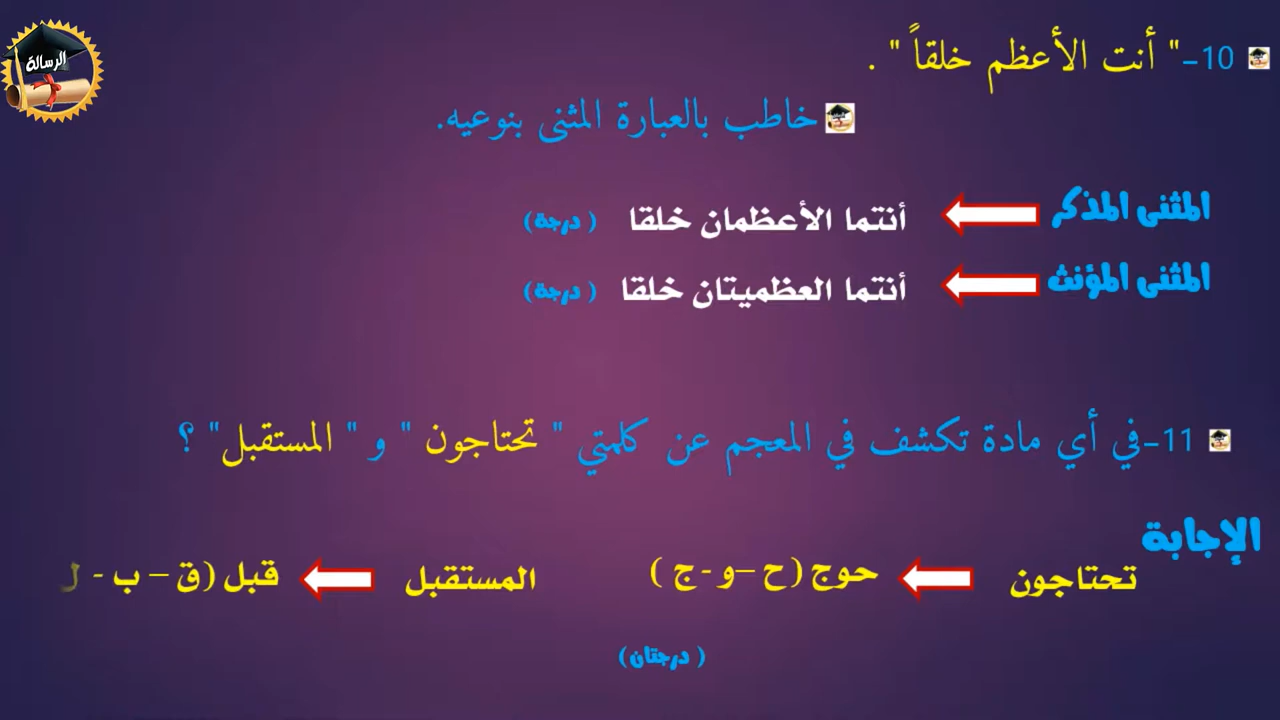 الرسالة
10-" أنت الأعظم خلقاً " .
خاطب بالعبارة المثنى بنوعيه.
المثنى المذكر أنتما الأعظمان خلقا ( درجة)
المثنى المؤنث أنتما العظميتان خلقا ( درجة)
11-في أي مادة تكشف في المعجم عن كلمتي " تحتاجون " و " المستقبل" ؟
الإجابة
تحتاجون حوج (ح –و -ج ) المستقبل قبل (ق – ب - ل
( درجتان)